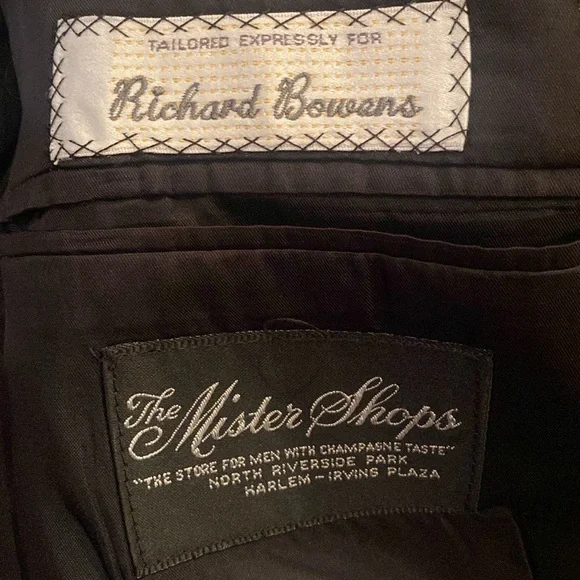 TAILORED EXPRESSLY FOR
Richard Bowens
The Mister Shops
"THE STORE FOR MEN WITH CHAMPAGNE TASTE"
NORTH RIVERSIDE PARK
HARLEM - IRVINS PLAZA